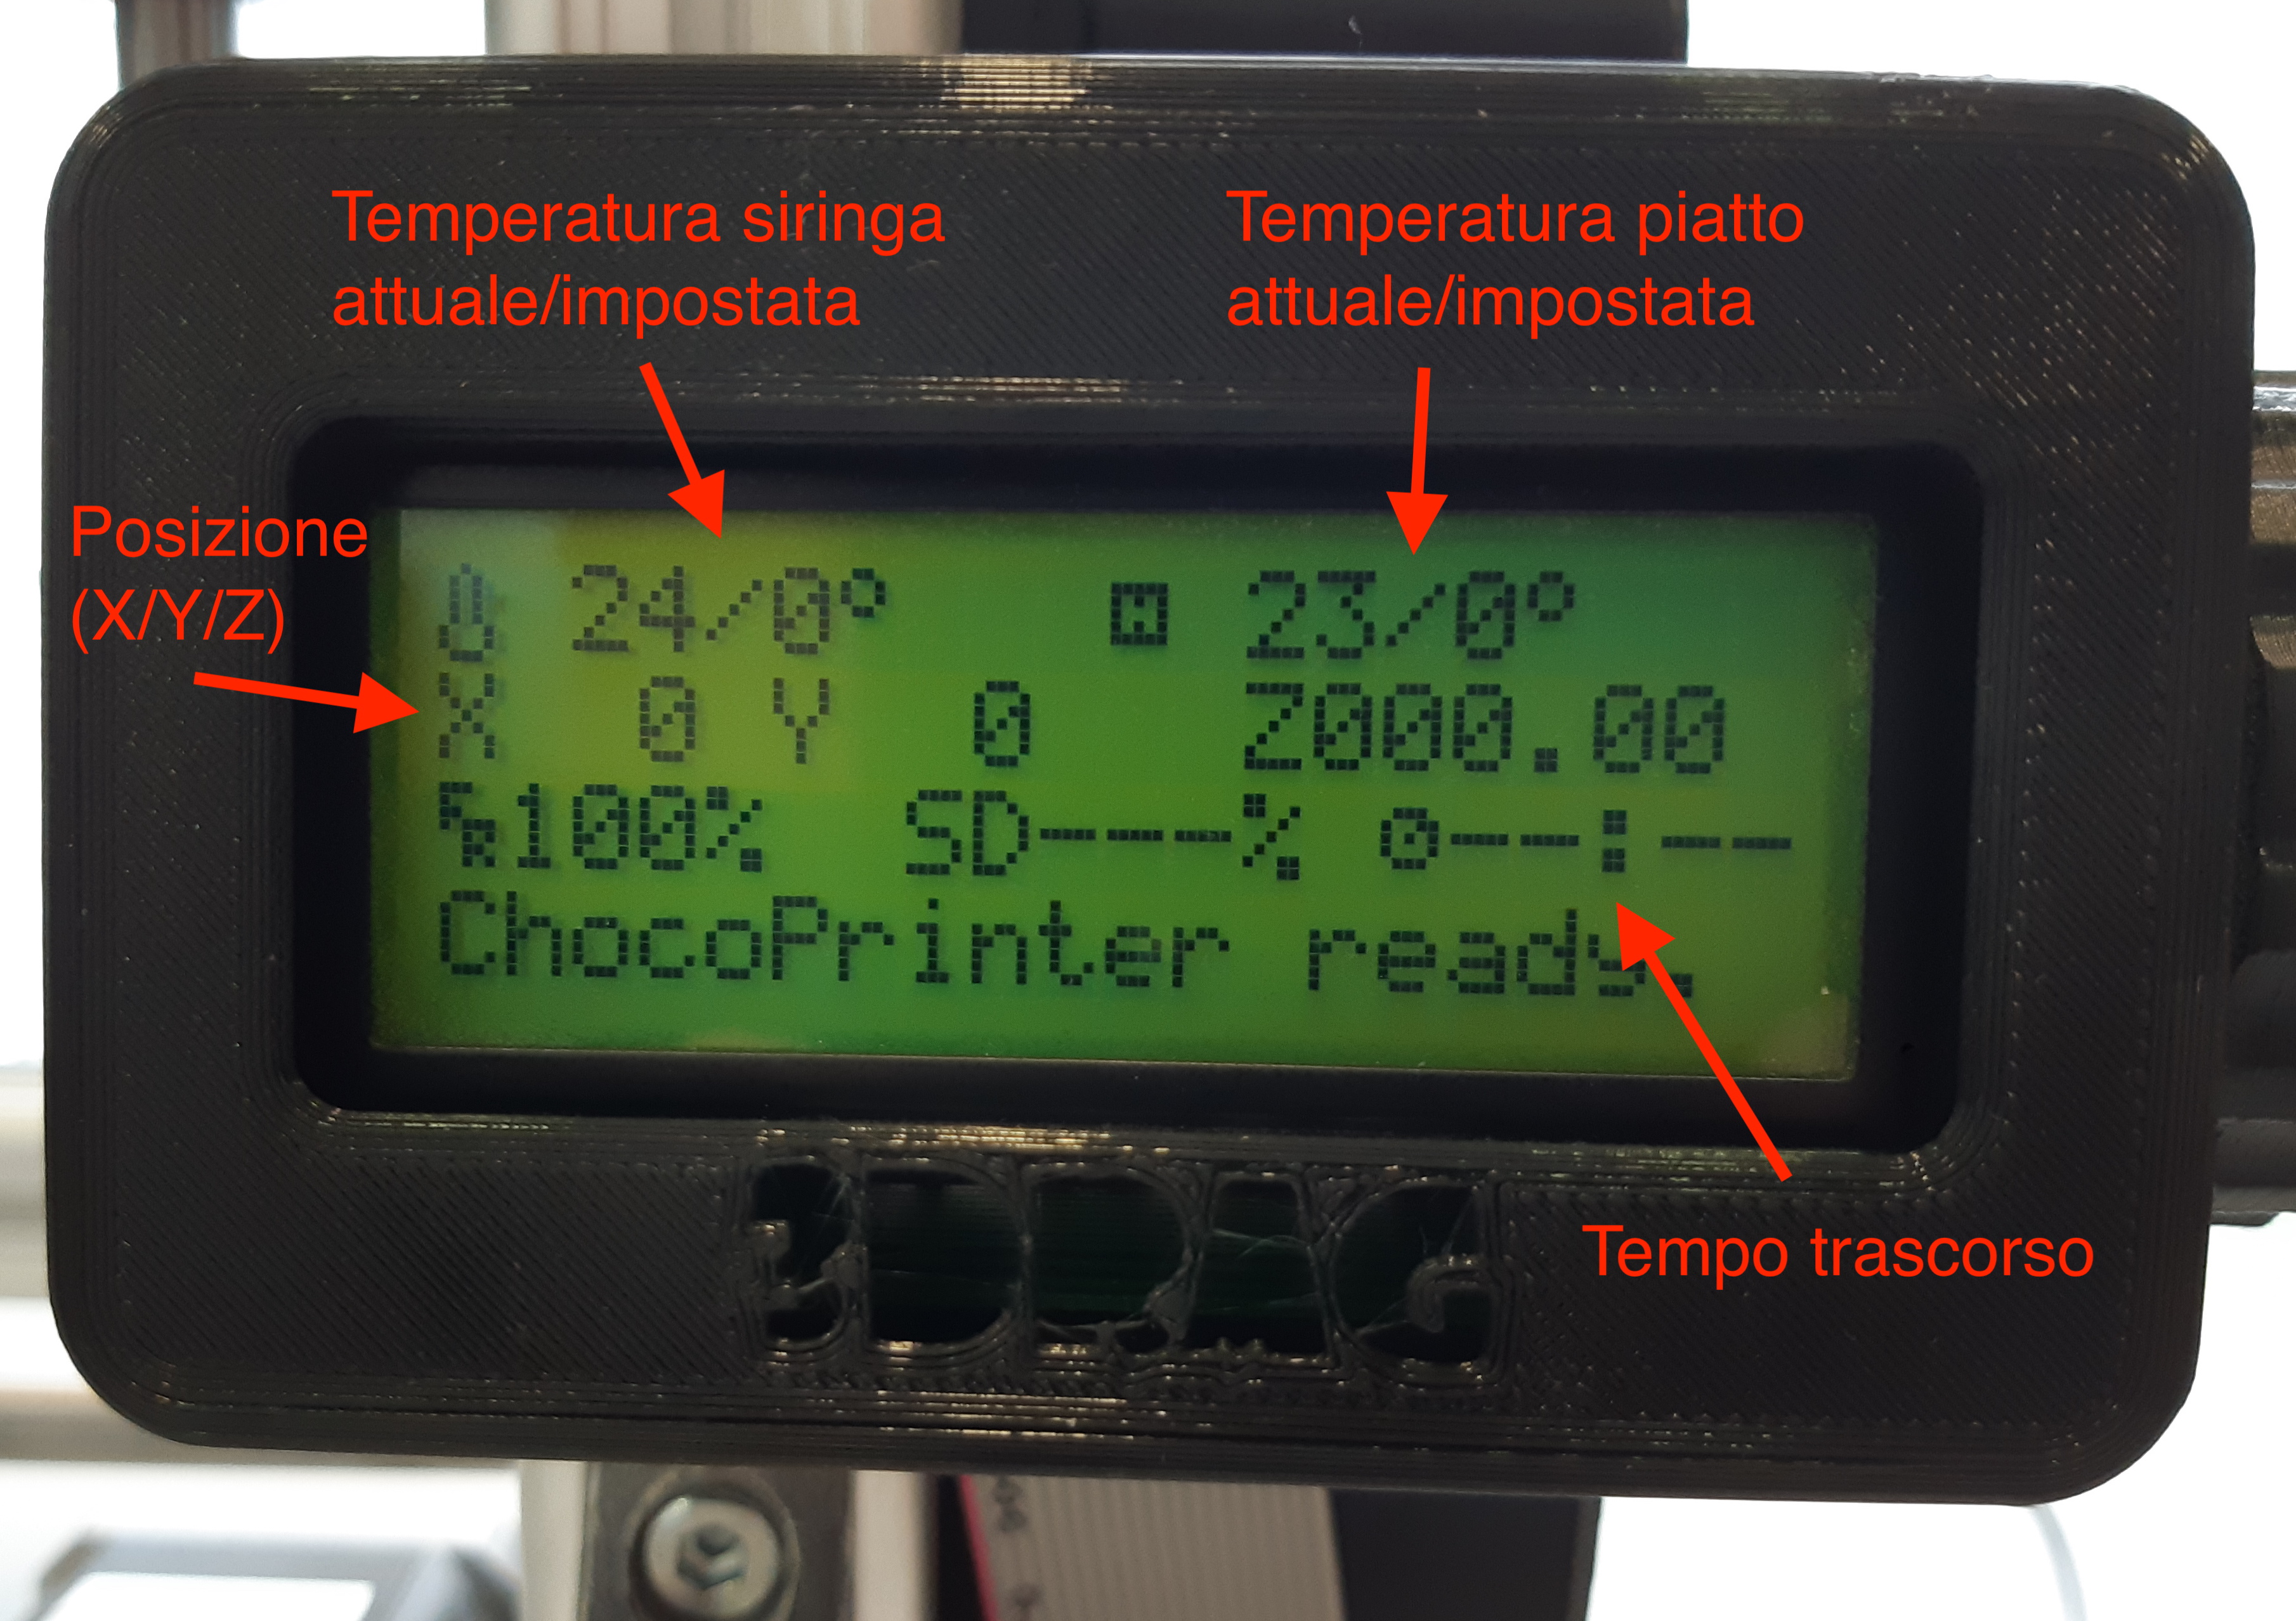 Temperatura siringa
attuale/impostata
Temperatura piatto
attuale/impostata
Posizione
(X/Y/Z)
24/0° 23/0°
X 0 Y 0 Z000.00
100% SD---% --:--
ChocoPrinter ready.
Tempo trascorso
3DRAG